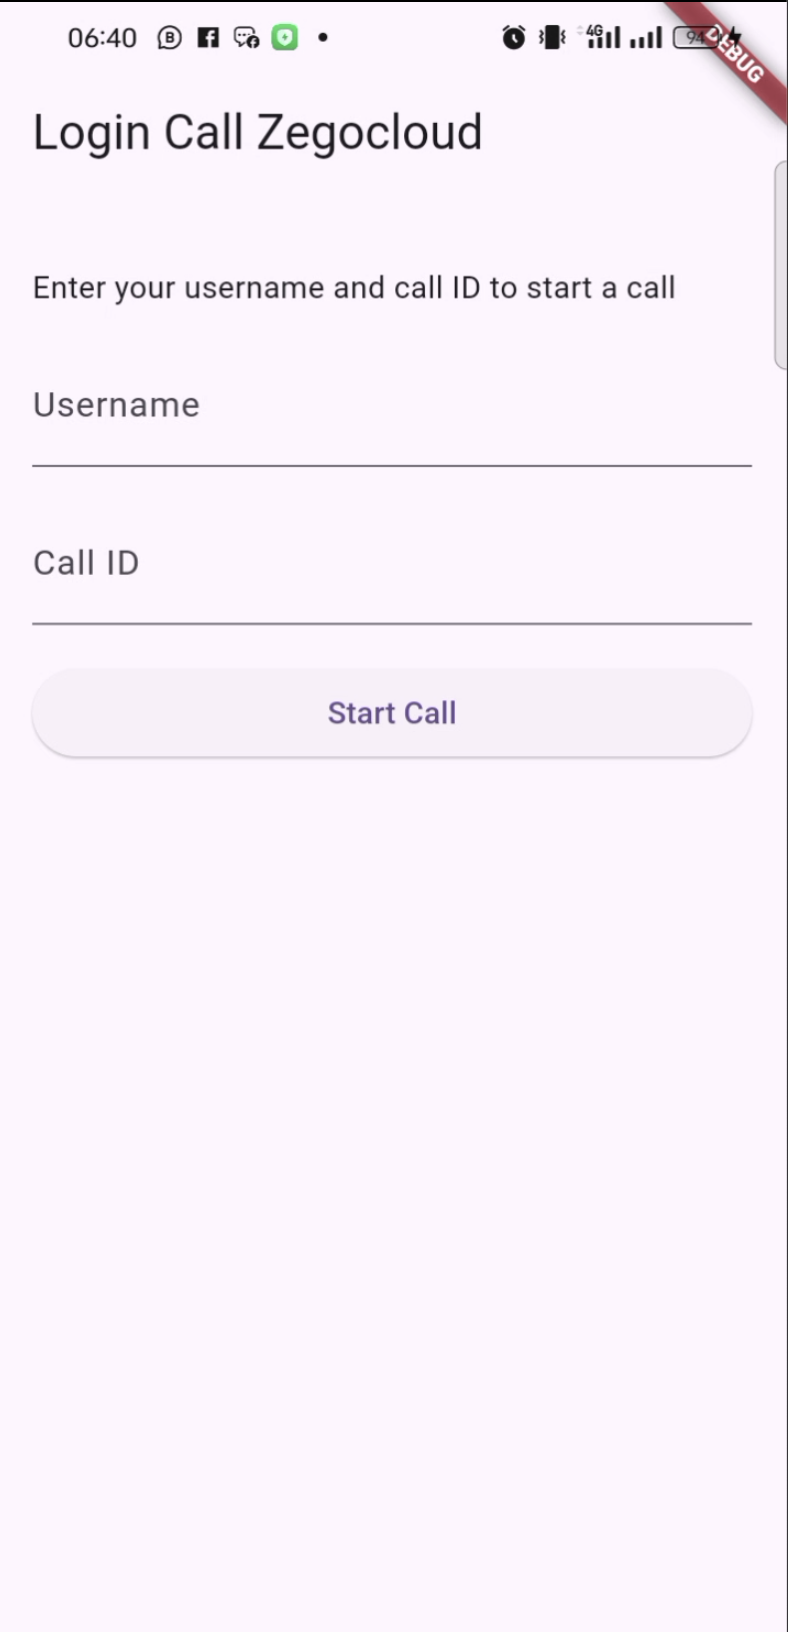 06:40
4G
94
DEBUG
Login Call Zegocloud
Enter your username and call ID to start a call
Username
Call ID
Start Call